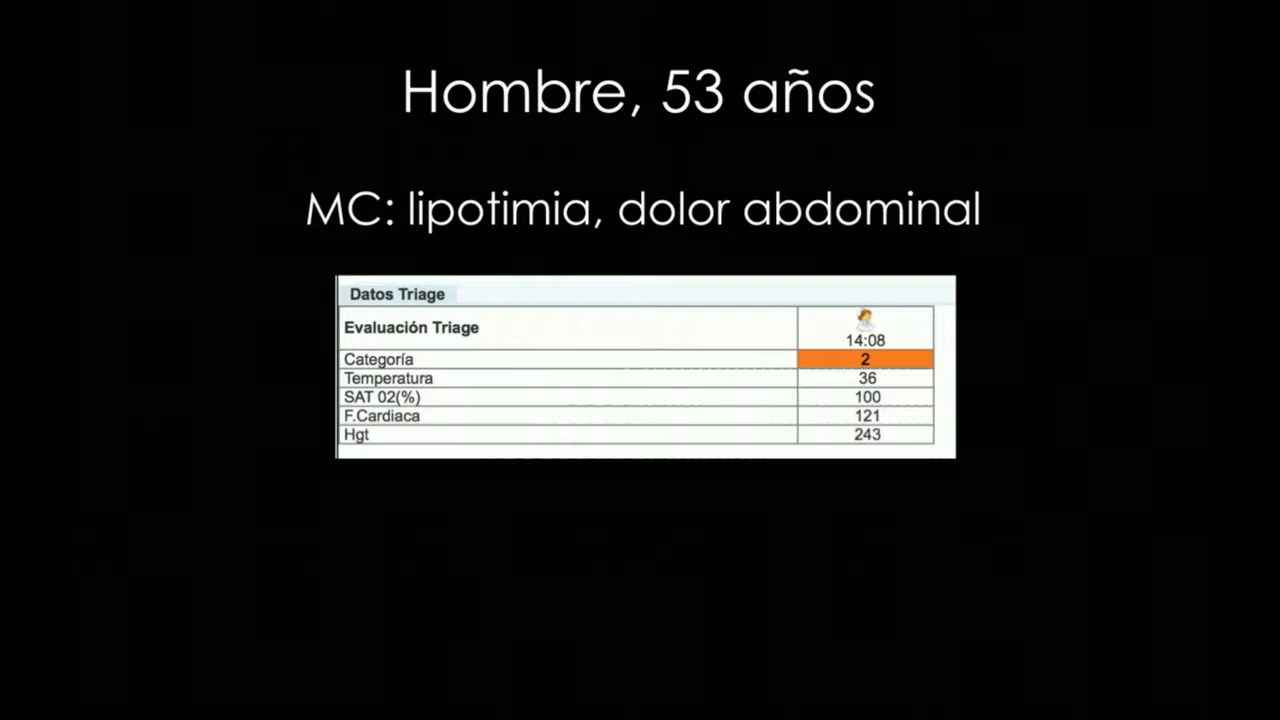 Hombre, 53 años
MC: lipotimia, dolor abdominal
Datos Triage
Evaluación Triage 14:08
Categoría 2
Temperatura 36
SAT 02(%) 100
F.Cardiaca 121
Hgt 243